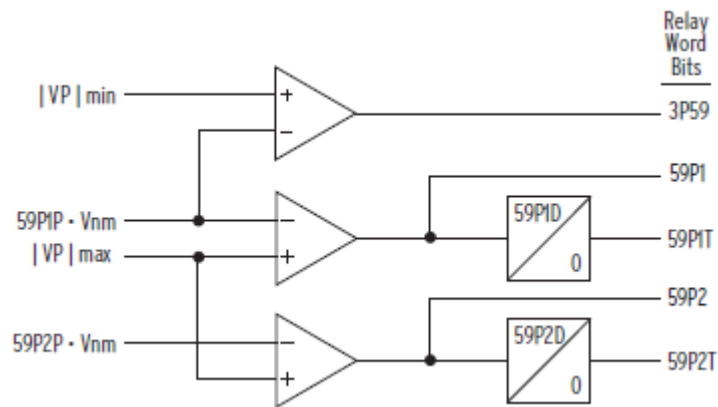 Relay
Word
Bits
|VP| min
+
−
3P59
59P1
59P1P • Vnm
−
59P1D
0
59P1T
|VP| max
+
59P2
59P2P • Vnm
−
59P2D
0
59P2T
+